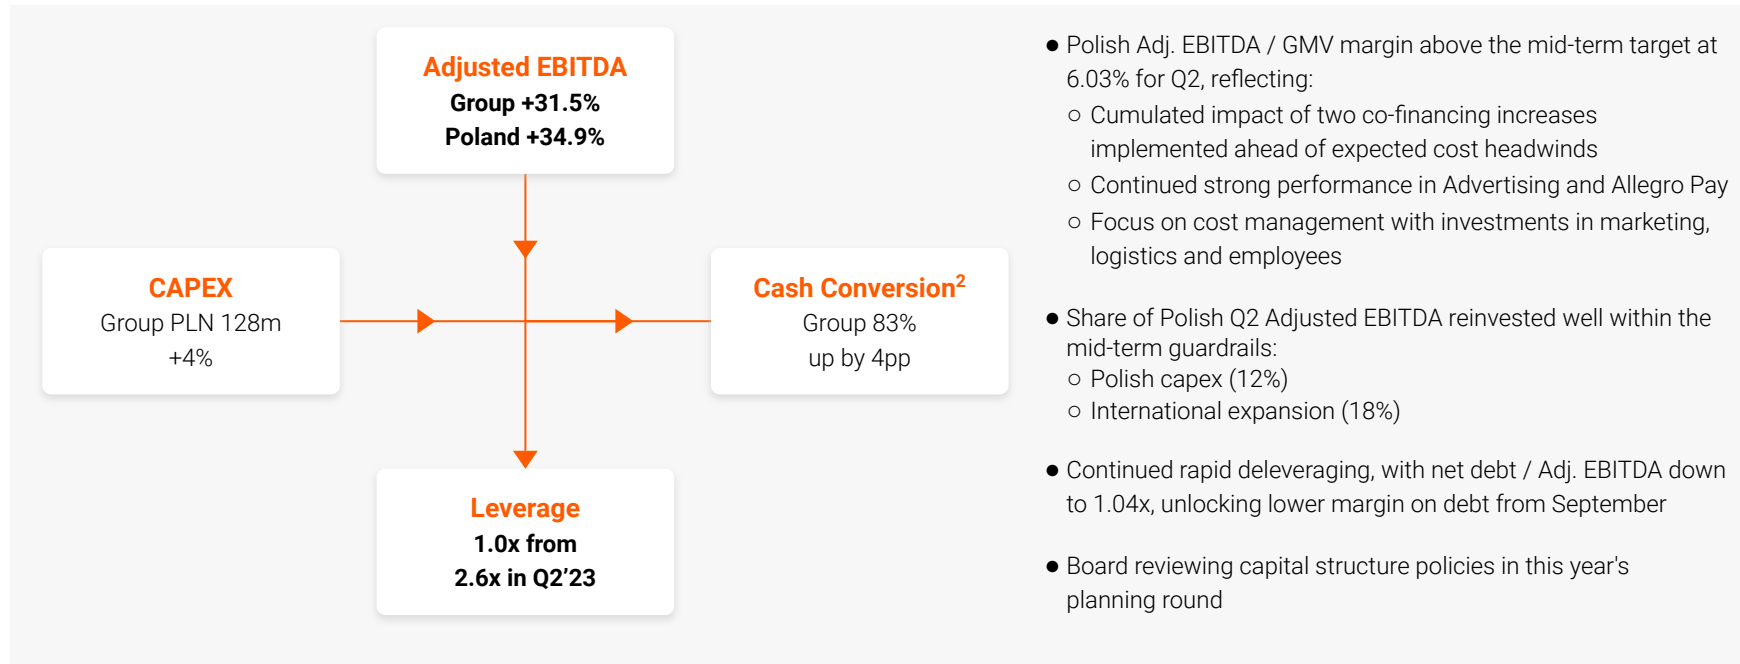 Adjusted EBITDA
Group +31.5%
Poland +34.9%
CAPEX
Group PLN 128m
+4%
Cash Conversion²
Group 83%
up by 4pp
Leverage
1.0x from
2.6x in Q2’23
● Polish Adj. EBITDA / GMV margin above the mid-term target at
6.03% for Q2, reflecting:
○ Cumulated impact of two co-financing increases
implemented ahead of expected cost headwinds
○ Continued strong performance in Advertising and Allegro Pay
○ Focus on cost management with investments in marketing,
logistics and employees
● Share of Polish Q2 Adjusted EBITDA reinvested well within the
mid-term guardrails:
○ Polish capex (12%)
○ International expansion (18%)
● Continued rapid deleveraging, with net debt / Adj. EBITDA down
to 1.04x, unlocking lower margin on debt from September
● Board reviewing capital structure policies in this year's
planning round